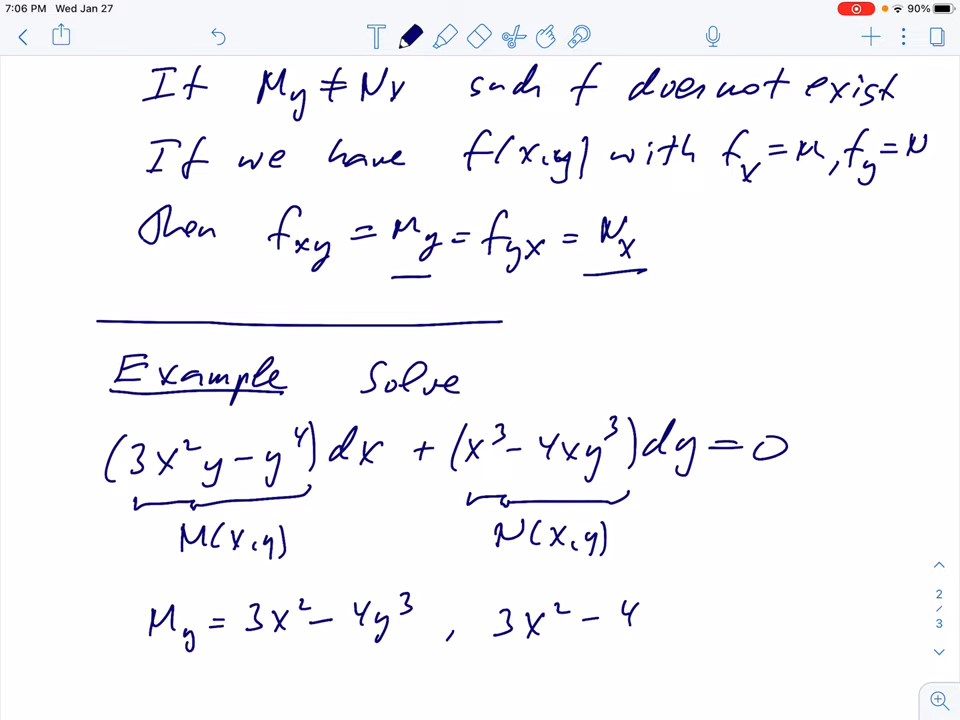 7:06 PM Wed Jan 27 90%
T
If My ≠ Nx such f does not exist
If we have f(x,y) with fx = M, fy = N
then fxy = My = fyx = Nx
Example Solve
(3x²y - y⁴)dx + (x³ - 4xy³)dy = 0
M(x,y) N(x,y)
My = 3x² - 4y³, 3x² - 4
2
/
3